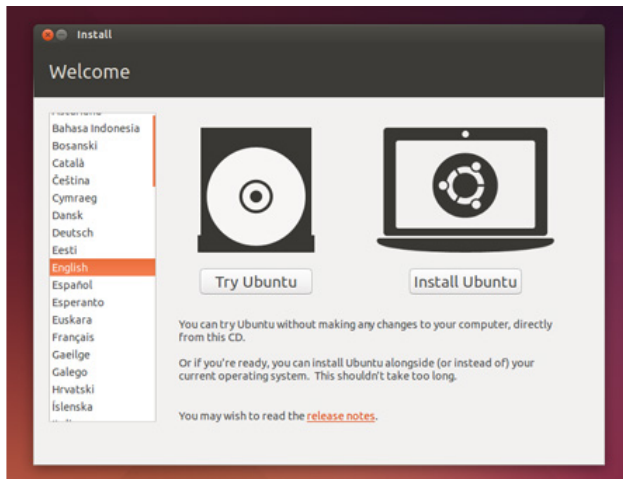 Install
Welcome
Bahasa Indonesia
Bosanski
Català
Čeština
Cymraeg
Dansk
Deutsch
Eesti
English
Español
Esperanto
Euskara
Français
Gaeilge
Galego
Hrvatski
Íslenska
Try Ubuntu
Install Ubuntu
You can try Ubuntu without making any changes to your computer, directly
from this CD.
Or if you're ready, you can install Ubuntu alongside (or instead of) your
current operating system. This shouldn't take too long.
You may wish to read the release notes.